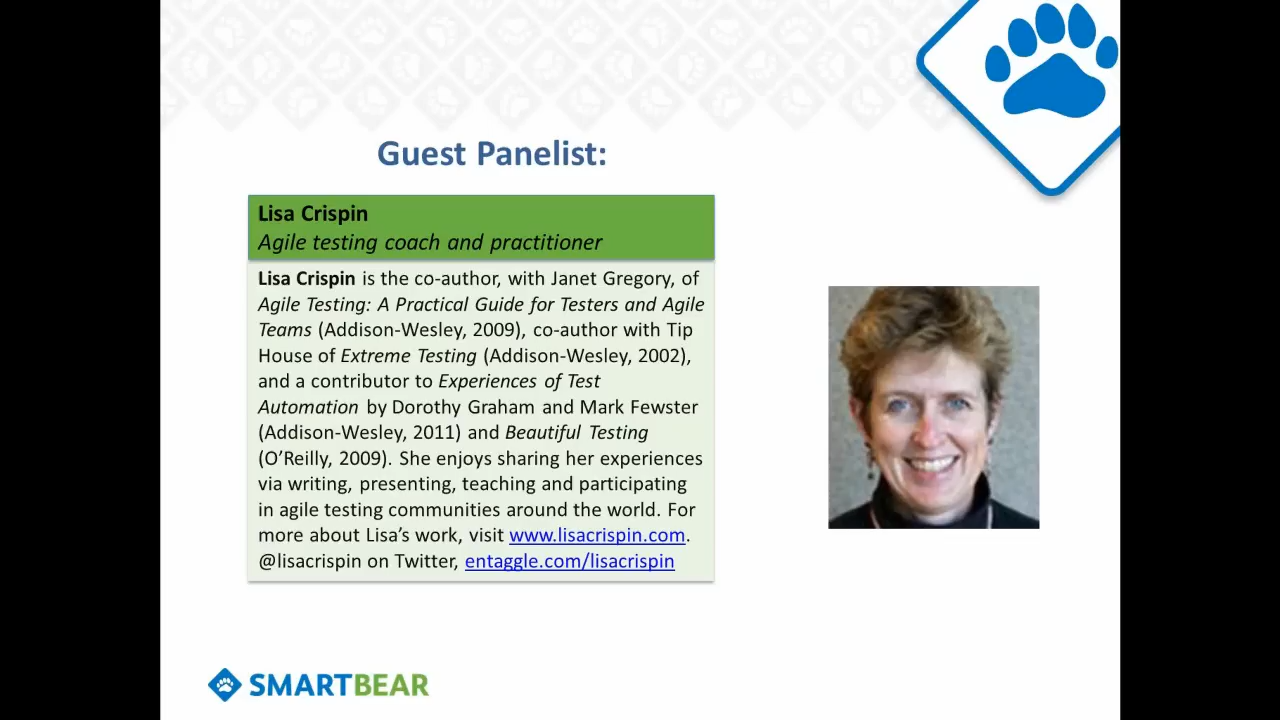 Guest Panelist:
Lisa Crispin
Agile testing coach and practitioner
Lisa Crispin is the co-author, with Janet Gregory, of
Agile Testing: A Practical Guide for Testers and Agile
Teams (Addison-Wesley, 2009), co-author with Tip
House of Extreme Testing (Addison-Wesley, 2002),
and a contributor to Experiences of Test
Automation by Dorothy Graham and Mark Fewster
(Addison-Wesley, 2011) and Beautiful Testing
(O’Reilly, 2009). She enjoys sharing her experiences
via writing, presenting, teaching and participating
in agile testing communities around the world. For
more about Lisa’s work, visit www.lisacrispin.com.
@lisacrispin on Twitter, entaggle.com/lisacrispin
SMARTBEAR